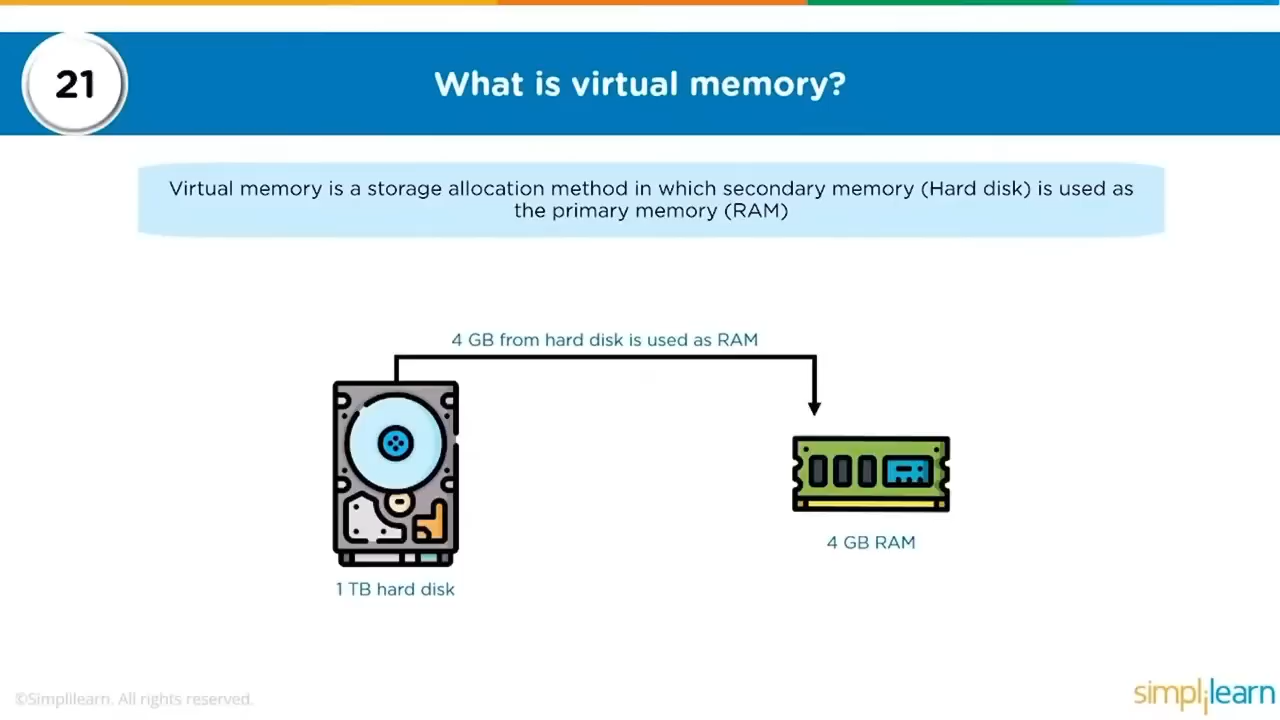 21
What is virtual memory?
Virtual memory is a storage allocation method in which secondary memory (Hard disk) is used as
the primary memory (RAM)
4 GB from hard disk is used as RAM
4 GB RAM
1 TB hard disk
©Simplilearn. All rights reserved.
simplilearn